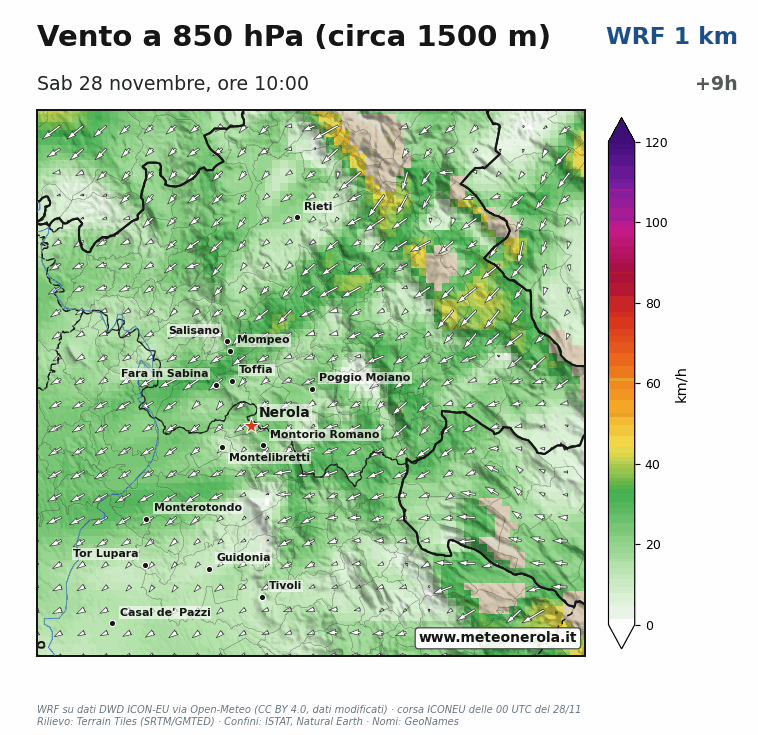 Vento a 850 hPa (circa 1500 m)
WRF 1 km
Sab 28 novembre, ore 10:00
+9h
Rieti
Salisano
Mompeo
Fara in Sabina
Toffia
Poggio Moiano
Nerola
Montorio Romano
Montelibretti
Monterotondo
Tor Lupara
Guidonia
Tivoli
Casal de' Pazzi
www.meteonerola.it
120
100
80
60
40
20
0
km/h
WRF su dati DWD ICON-EU via Open-Meteo (CC BY 4.0, dati modificati) · corsa ICONEU delle 00 UTC del 28/11
Rilievo: Terrain Tiles (SRTM/GMTED) · Confini: ISTAT, Natural Earth · Nomi: GeoNames